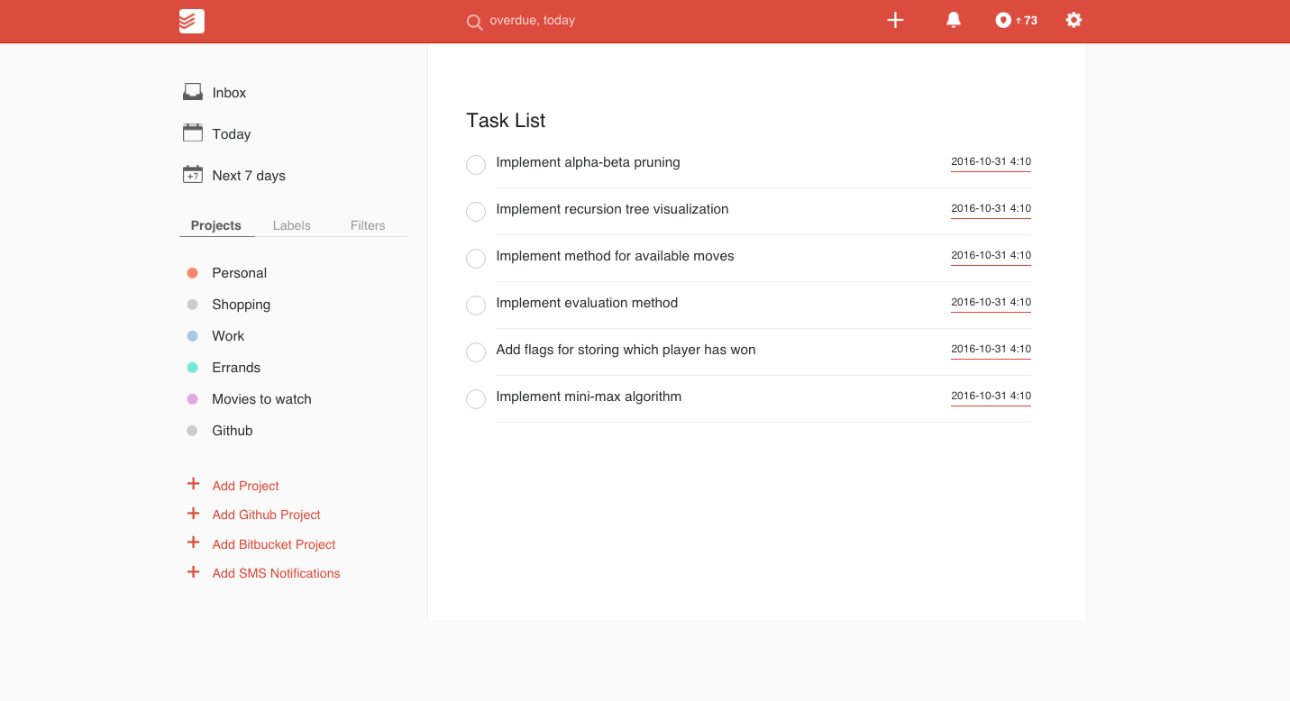 overdue, today
↑ 73
Inbox
Today
+7 Next 7 days
Projects Labels Filters
Personal
Shopping
Work
Errands
Movies to watch
Github
+ Add Project
+ Add Github Project
+ Add Bitbucket Project
+ Add SMS Notifications
Task List
Implement alpha-beta pruning 2016-10-31 4:10
Implement recursion tree visualization 2016-10-31 4:10
Implement method for available moves 2016-10-31 4:10
Implement evaluation method 2016-10-31 4:10
Add flags for storing which player has won 2016-10-31 4:10
Implement mini-max algorithm 2016-10-31 4:10